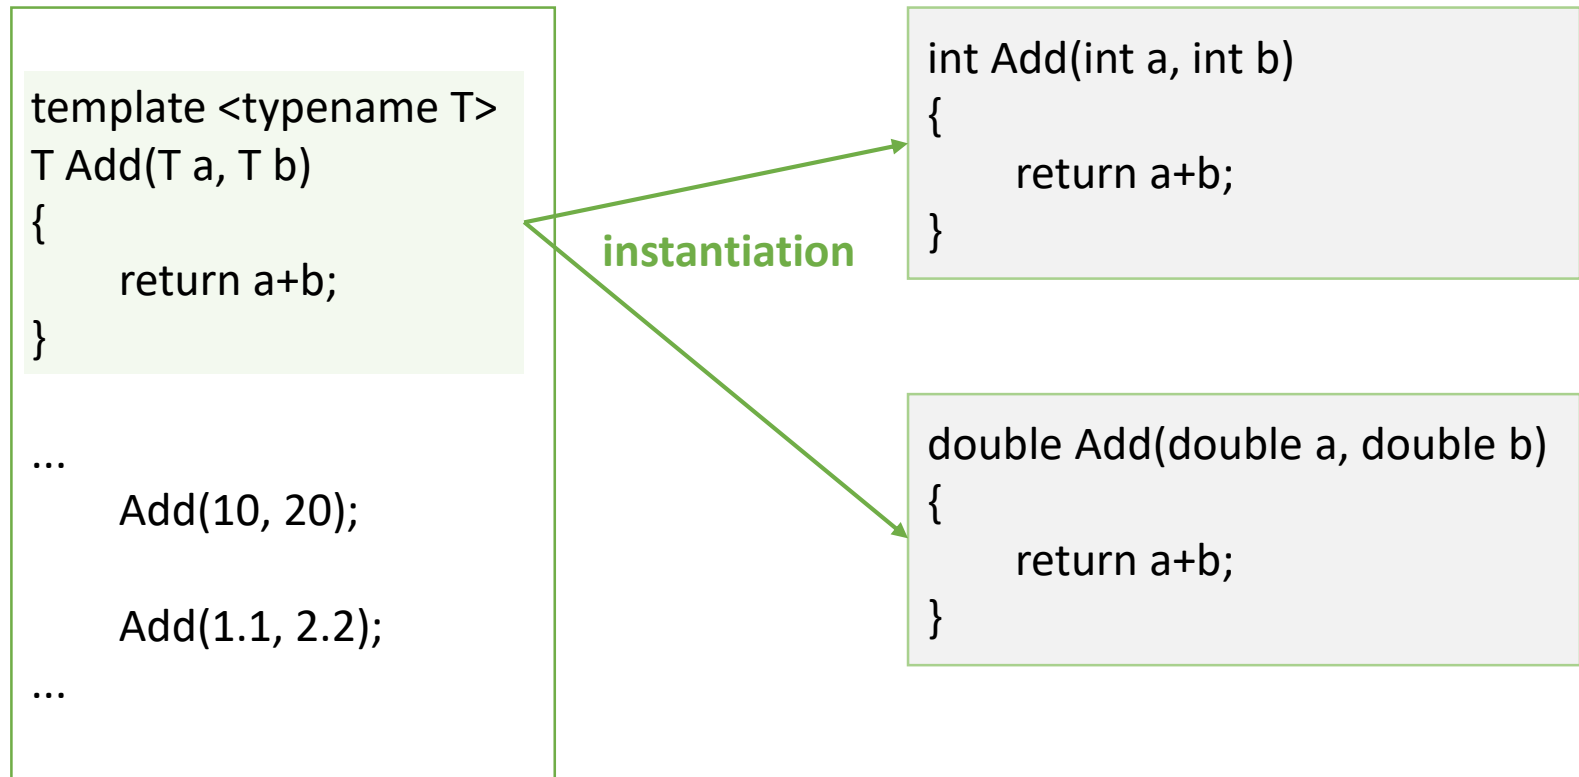 template <typename T>
T Add(T a, T b)
{
return a+b;
}
...
Add(10, 20);
Add(1.1, 2.2);
...
instantiation
int Add(int a, int b)
{
return a+b;
}
double Add(double a, double b)
{
return a+b;
}